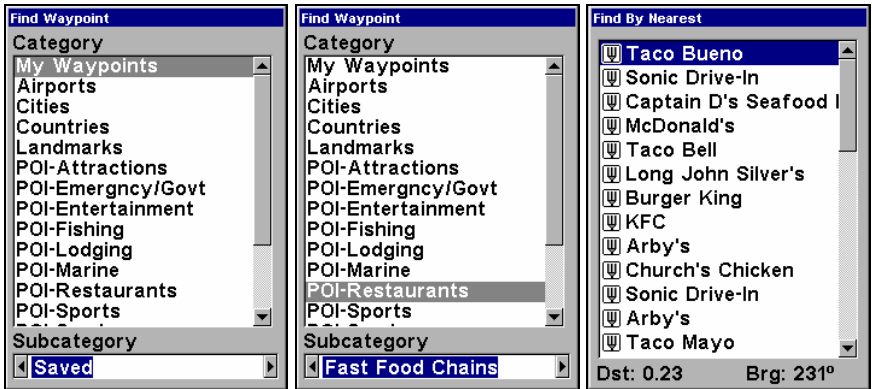 Find Waypoint
Category
My Waypoints
Airports
Cities
Countries
Landmarks
POI-Attractions
POI-Emergncy/Govt
POI-Entertainment
POI-Fishing
POI-Lodging
POI-Marine
POI-Restaurants
POI-Sports
Subcategory
Saved
Find Waypoint
Category
My Waypoints
Airports
Cities
Countries
Landmarks
POI-Attractions
POI-Emergncy/Govt
POI-Entertainment
POI-Fishing
POI-Lodging
POI-Marine
POI-Restaurants
POI-Sports
Subcategory
Fast Food Chains
Find By Nearest
Taco Bueno
Sonic Drive-In
Captain D's Seafood
McDonald's
Taco Bell
Long John Silver's
Burger King
KFC
Arby's
Church's Chicken
Sonic Drive-In
Arby's
Taco Mayo
Dst: 0.23 Brg: 231º